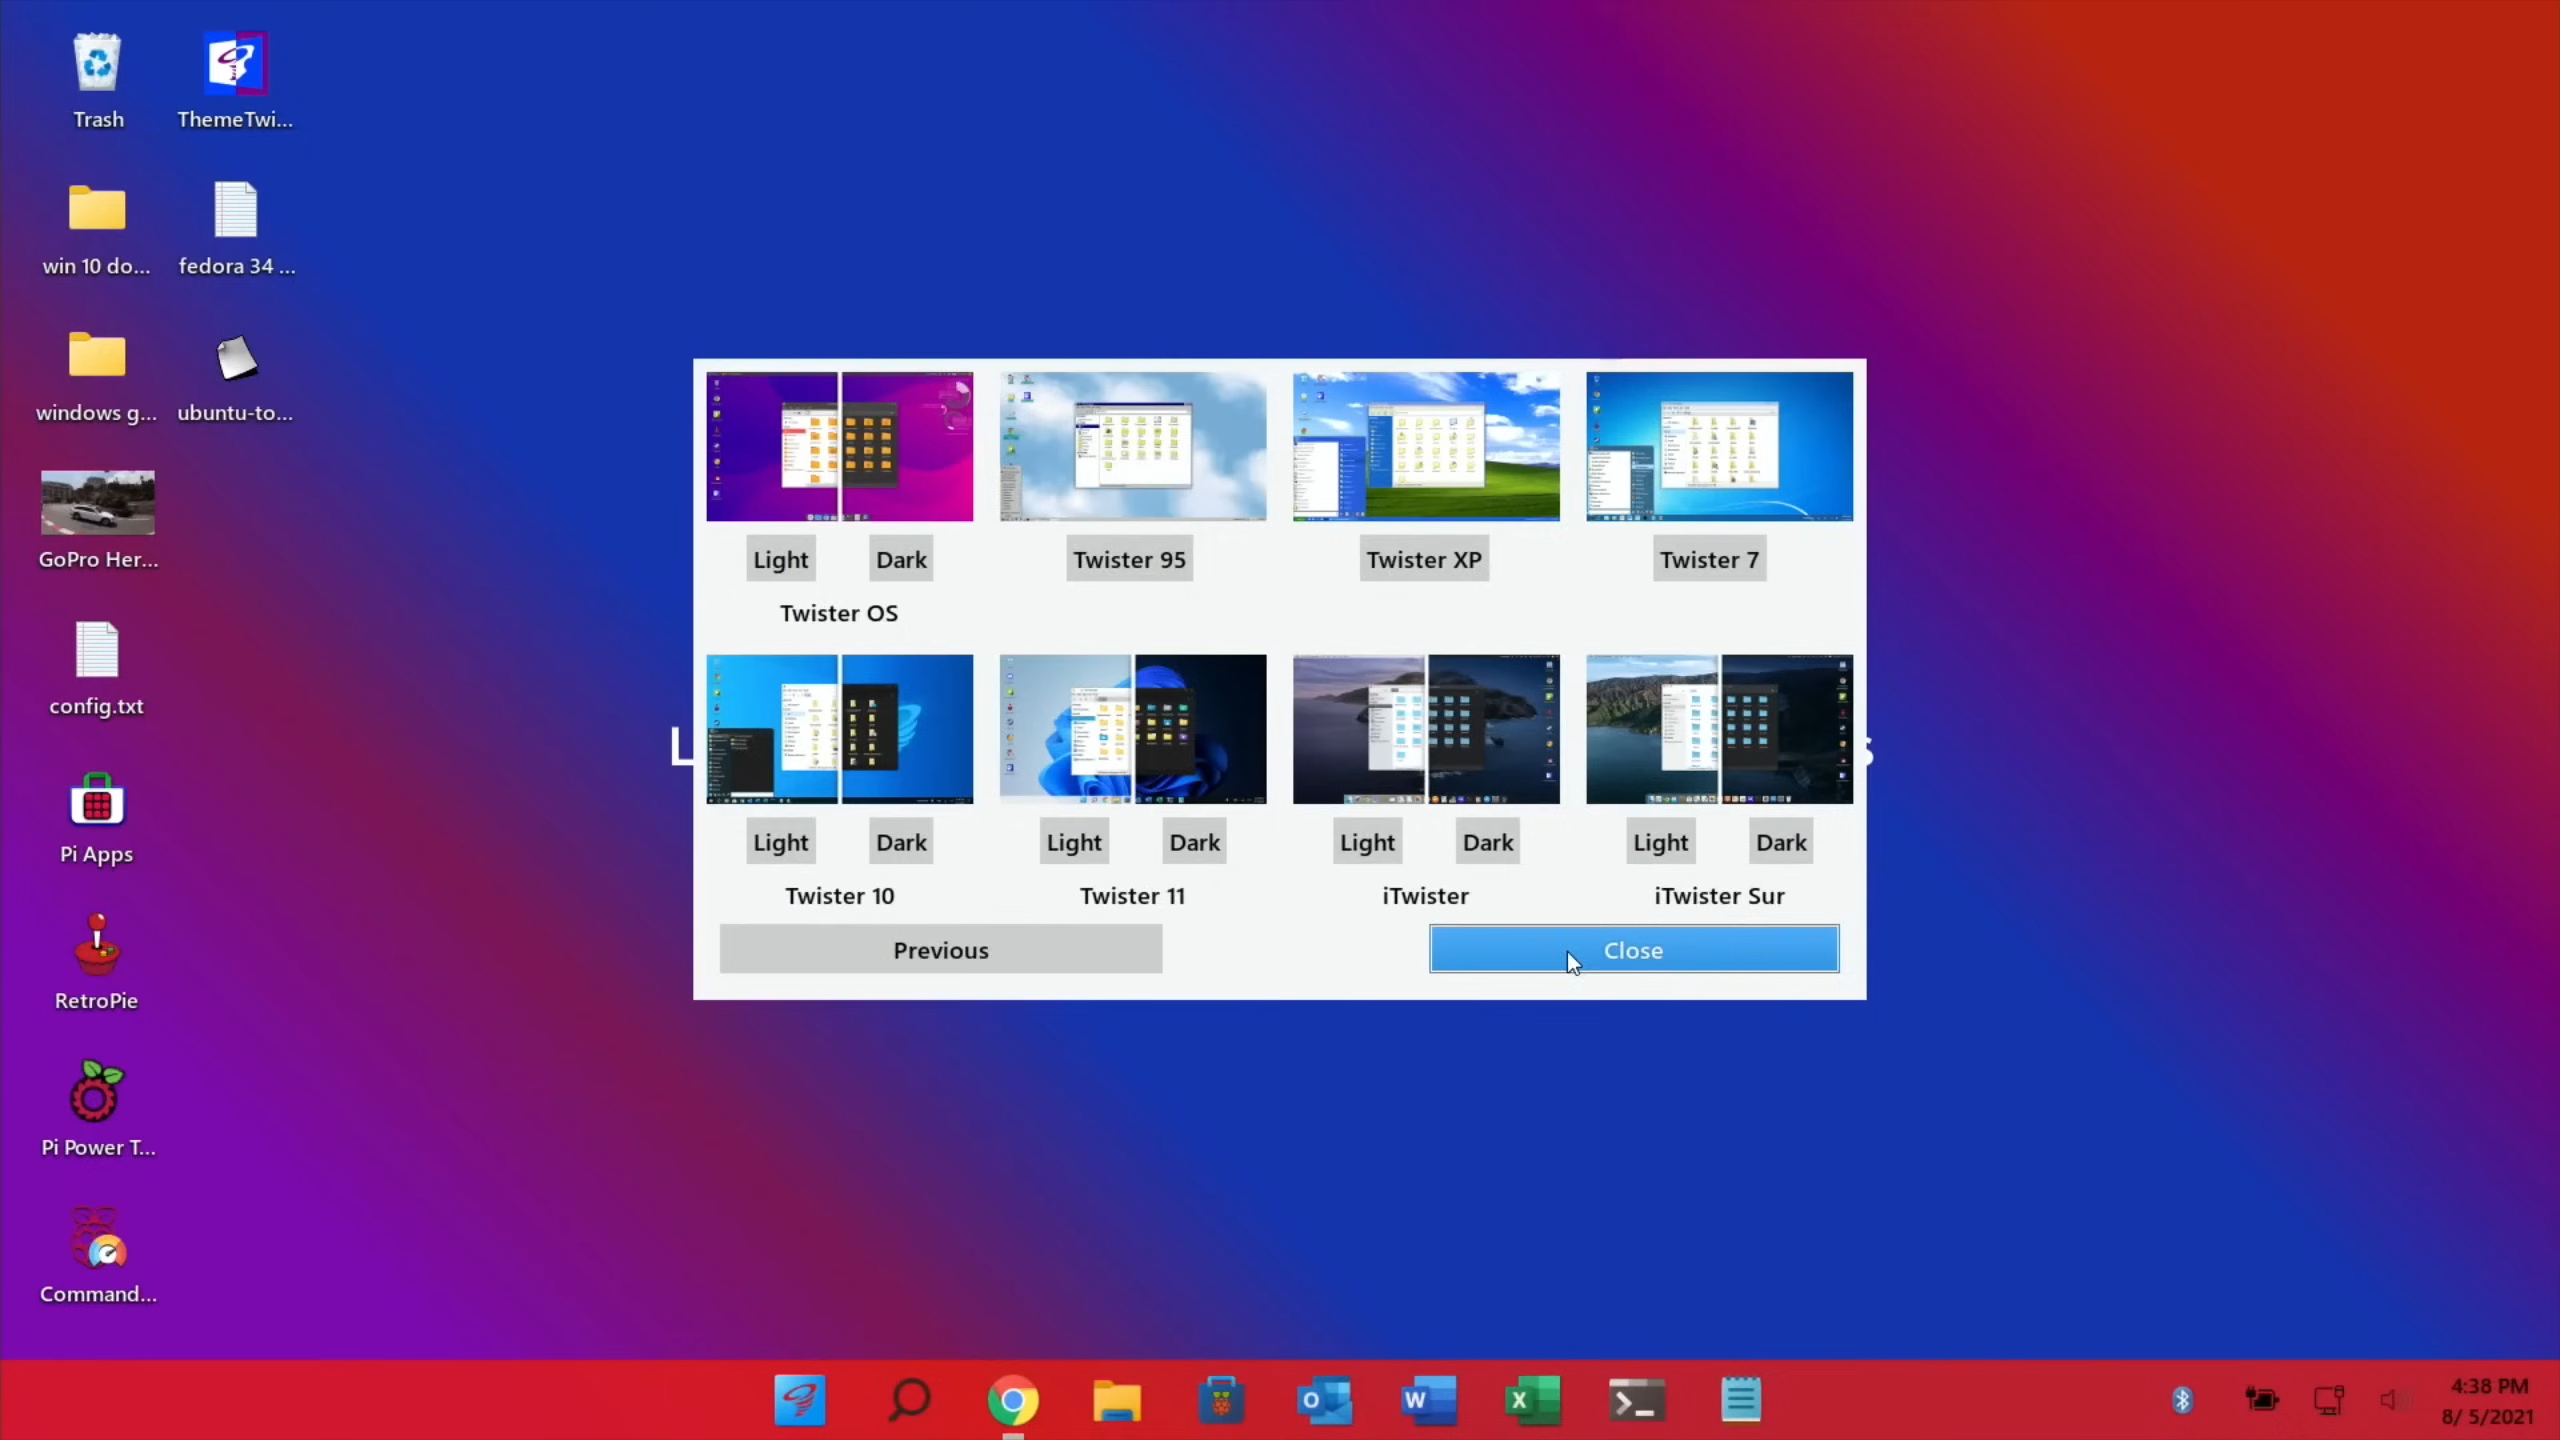 Trash
ThemeTwi...
win 10 do...
fedora 34 ...
windows g...
ubuntu-to...
GoPro Her...
config.txt
Pi Apps
RetroPie
Pi Power T...
Command...
Light
Dark
Twister 95
Twister XP
Twister 7
Twister OS
L
s
Light
Dark
Light
Dark
Light
Dark
Light
Dark
Twister 10
Twister 11
iTwister
iTwister Sur
Previous
Close
O
W
X
4:38 PM
8/ 5/2021